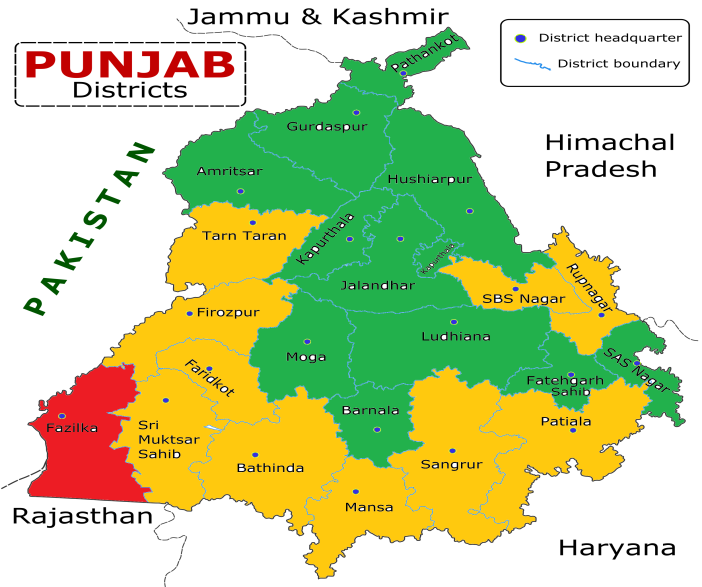 Jammu & Kashmir
PUNJAB
Districts
District headquarter
District boundary
Pathankot
Gurdaspur
Himachal
Pradesh
PAKISTAN
Amritsar
Hushiarpur
Tarn Taran
Kapurthala
Kapurthala
Jalandhar
Rupnagar
SBS Nagar
Firozpur
Ludhiana
Moga
SAS Nagar
Faridkot
Fatehgarh
Sahib
Barnala
Fazilka
Sri
Muktsar
Sahib
Patiala
Bathinda
Sangrur
Mansa
Rajasthan
Haryana